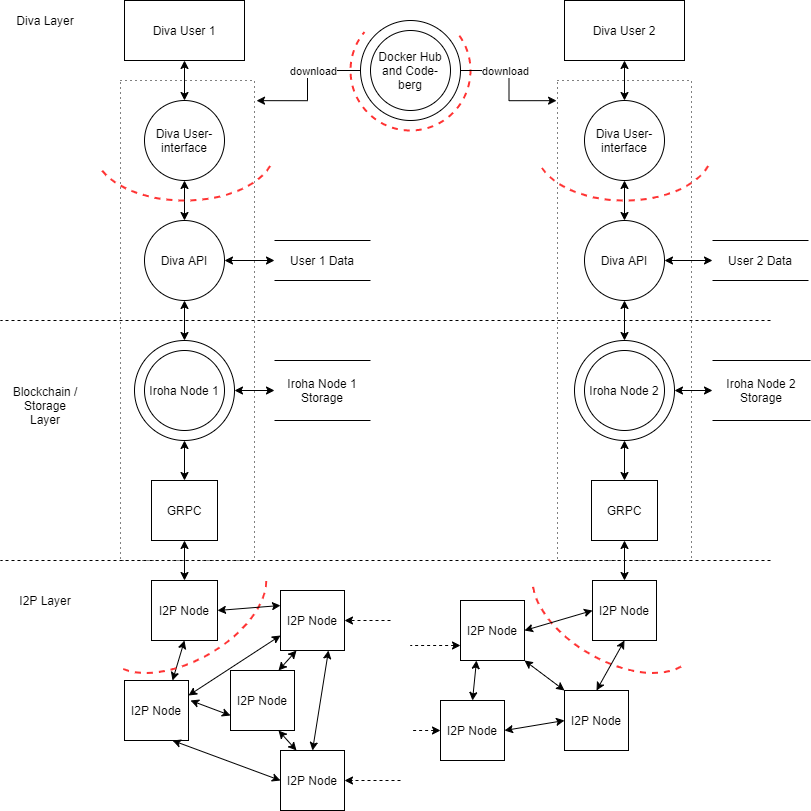 Diva Layer
Diva User 1
Docker Hub
and Code-
berg
Diva User 2
download
download
Diva User-
interface
Diva User-
interface
Diva API
User 1 Data
Diva API
User 2 Data
Blockchain /
Storage
Layer
Iroha Node 1
Iroha Node 1
Storage
Iroha Node 2
Iroha Node 2
Storage
GRPC
GRPC
I2P Layer
I2P Node
I2P Node
I2P Node
I2P Node
I2P Node
I2P Node
I2P Node
I2P Node
I2P Node